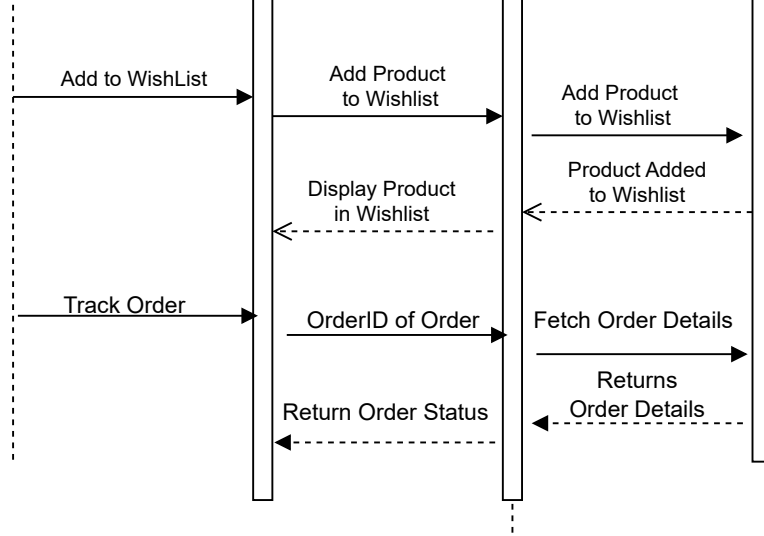 Add to WishList
Add Product
to Wishlist
Add Product
to Wishlist
Product Added
to Wishlist
Display Product
in Wishlist
Track Order
OrderID of Order
Fetch Order Details
Returns
Order Details
Return Order Status